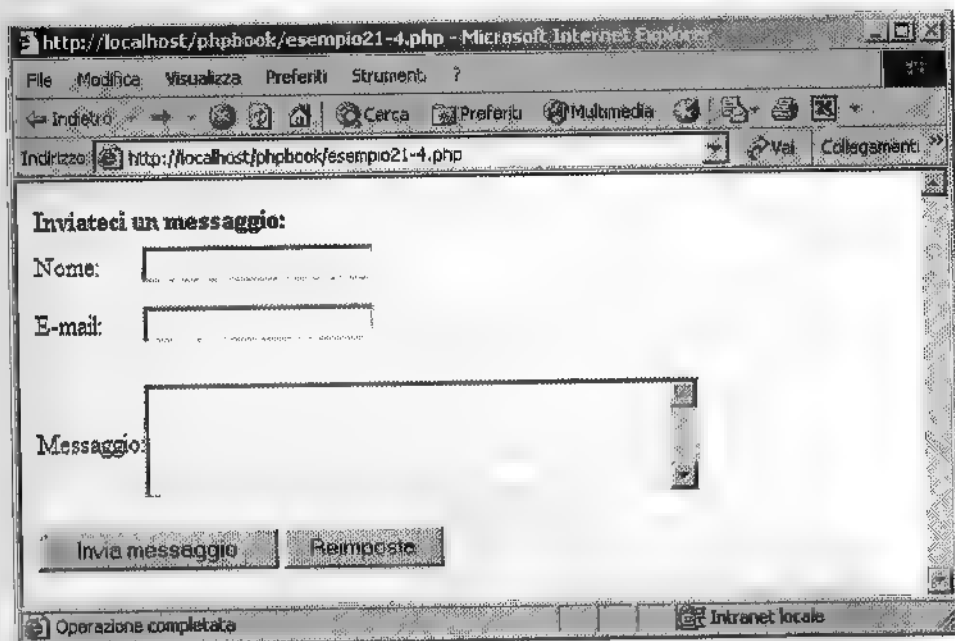 http://localhost/phpbook/esempio21-4.php - Microsoft Internet Explorer
File Modifica Visualizza Preferiti Strumenti ?
Indietro Cerca Preferiti Multimedia
Indirizzo http://localhost/phpbook/esempio21-4.php Vai Collegamenti »
Inviateci un messaggio:
Nome:
E-mail:
Messaggio:
Invia messaggio Reimposta
Operazione completata Intranet locale